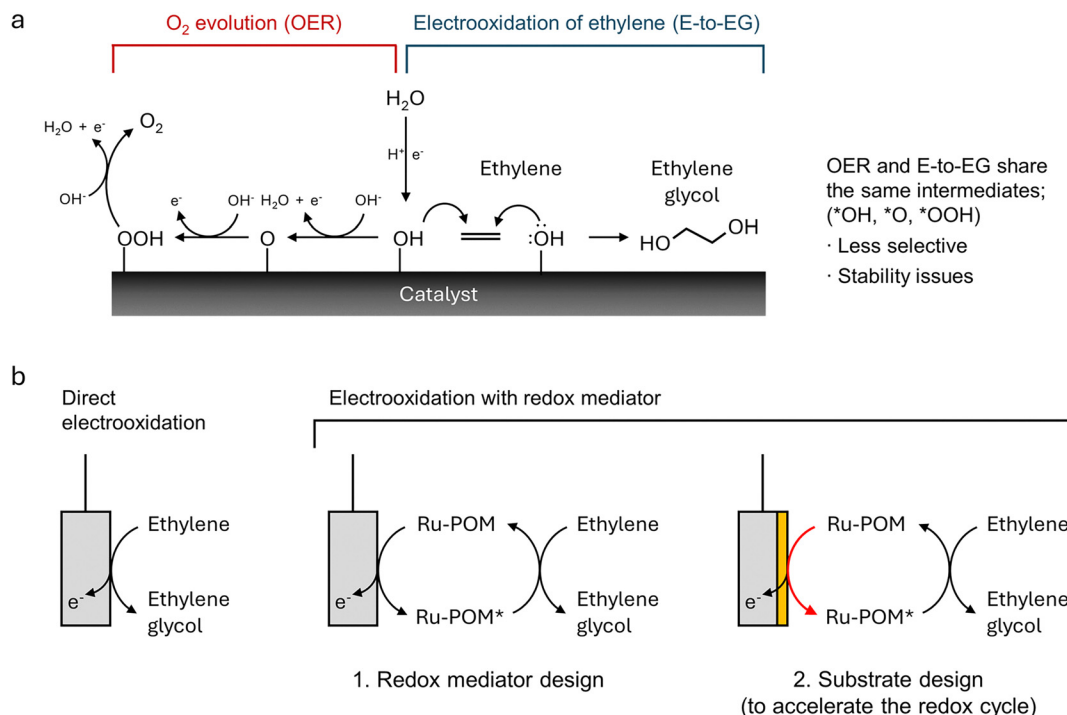 a
O₂ evolution (OER)
Electrooxidation of ethylene (E-to-EG)
H₂O
H⁺ e⁻
H₂O + e⁻
O₂
OH⁻
e⁻
OH⁻
H₂O + e⁻
OH⁻
Ethylene
Ethylene
glycol
OOH
O
OH
:ÖH
HO
OH
Catalyst
OER and E-to-EG share
the same intermediates;
(*OH, *O, *OOH)
· Less selective
· Stability issues
b
Direct
electrooxidation
Electrooxidation with redox mediator
Ethylene
e⁻
Ethylene
glycol
Ru-POM
Ethylene
e⁻
Ru-POM*
Ethylene
glycol
1. Redox mediator design
Ru-POM
Ethylene
e⁻
Ru-POM*
Ethylene
glycol
2. Substrate design
(to accelerate the redox cycle)